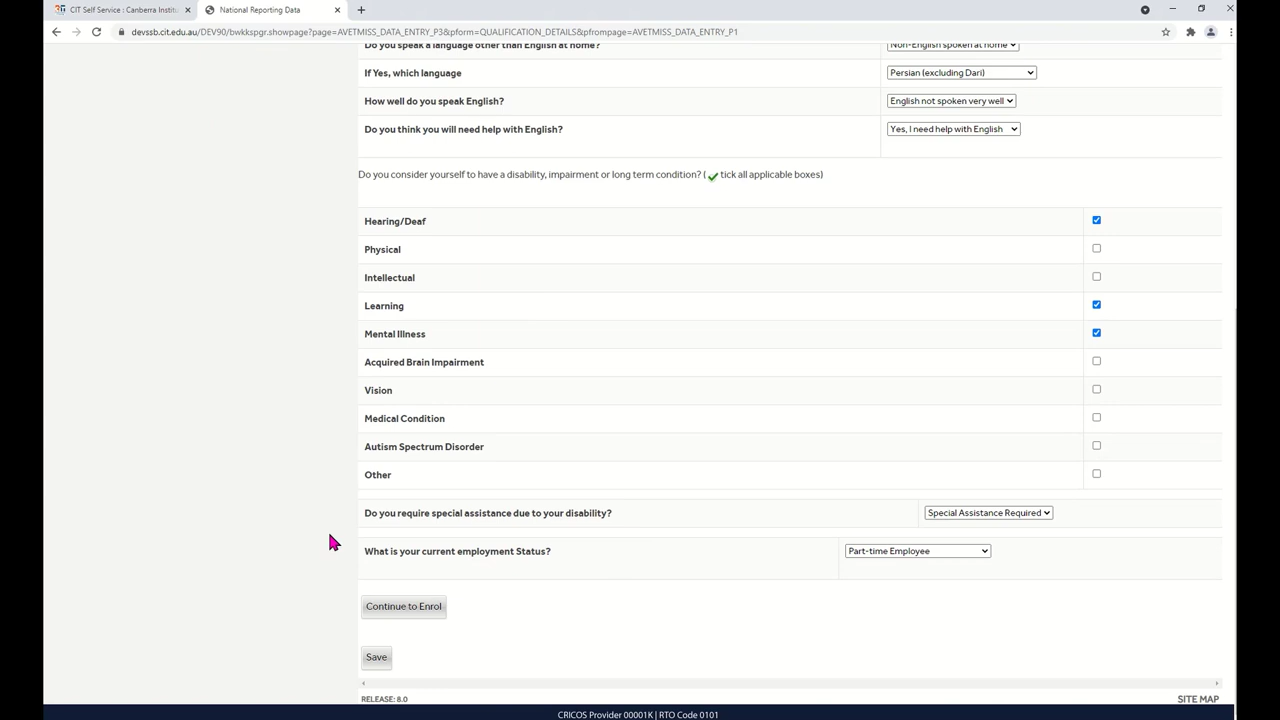 CIT Self Service : Canberra Institu
National Reporting Data
devssb.cit.edu.au/DEV90/bwkkspgr.showpage?page=AVETMISS_DATA_ENTRY_P3&pform=QUALIFICATION_DETAILS&pfrompage=AVETMISS_DATA_ENTRY_P1
Do you speak a language other than English at home? Non-English spoken at home
If Yes, which language Persian (excluding Dari)
How well do you speak English? English not spoken very well
Do you think you will need help with English? Yes, I need help with English
Do you consider yourself to have a disability, impairment or long term condition? ( tick all applicable boxes)
Hearing/Deaf
Physical
Intellectual
Learning
Mental Illness
Acquired Brain Impairment
Vision
Medical Condition
Autism Spectrum Disorder
Other
Do you require special assistance due to your disability? Special Assistance Required
What is your current employment Status? Part-time Employee
Continue to Enrol
Save
RELEASE: 8.0 SITE MAP
CRICOS Provider 00001K | RTO Code 0101